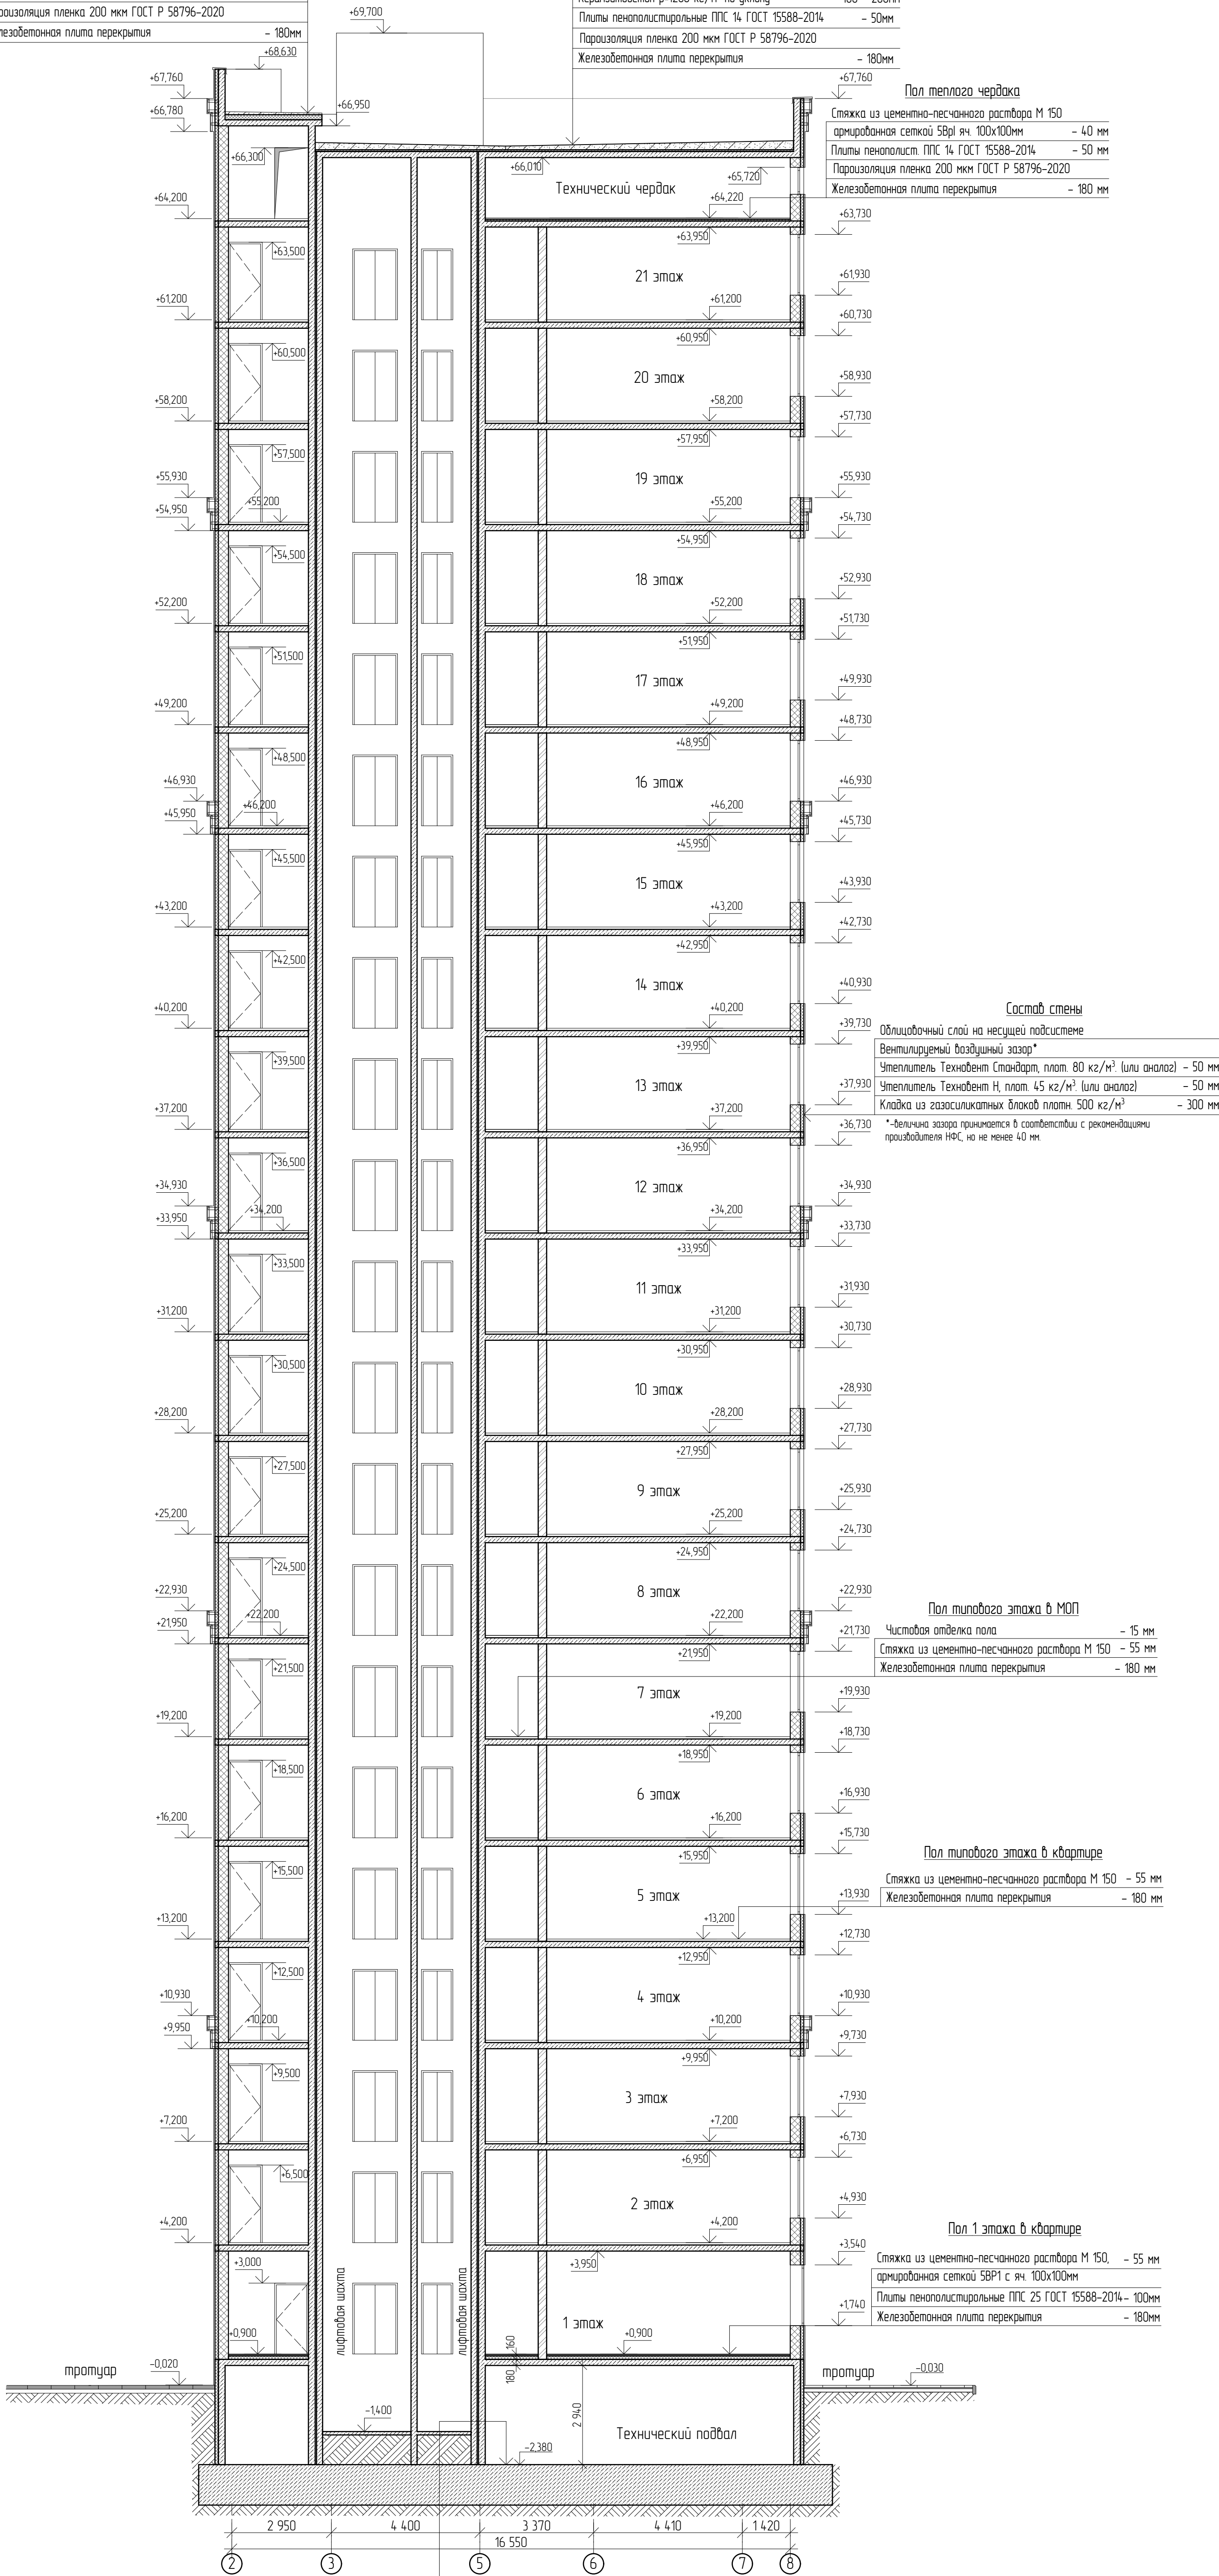 ароизоляция пленка 200 мкм ГОСТ Р 58796-2020
елезобетонная плита перекрытия - 180мм
Плиты пенополистирольные ППС 14 ГОСТ 15588-2014 - 50мм
Пароизоляция пленка 200 мкм ГОСТ Р 58796-2020
Железобетонная плита перекрытия - 180мм
+69,700
+68,630
+67,760
+66,780
+66,950
+67,760
Пол теплого чердака
Стяжка из цементно-песчанного раствора М 150
армированная сеткой 5Врl яч. 100х100мм - 40 мм
Плиты пенополист. ППС 14 ГОСТ 15588-2014 - 50 мм
Пароизоляция пленка 200 мкм ГОСТ Р 58796-2020
Железобетонная плита перекрытия - 180 мм
+66,300
+66,010
+65,720
Технический чердак
+64,200
+64,220
+63,730
+63,950
+63,500
21 этаж
+61,930
+61,200
+61,200
+60,730
+60,950
+60,500
20 этаж
+58,930
+58,200
+58,200
+57,730
+57,950
+57,500
19 этаж
+55,930
+55,930
+55,200
+55,200
+54,950
+54,730
+54,950
+54,500
18 этаж
+52,930
+52,200
+52,200
+51,730
+51,950
+51,500
17 этаж
+49,930
+49,200
+49,200
+48,730
+48,950
+48,500
16 этаж
+46,930
+46,930
+46,200
+46,200
+45,950
+45,730
+45,950
+45,500
15 этаж
+43,930
+43,200
+43,200
+42,730
+42,950
+42,500
14 этаж
+40,930
+40,200
+40,200
+39,730
+39,950
+39,500
Состав стены
Облицовочный слой на несущей подсистеме
Вентилируемый воздушный зазор*
Утеплитель Техновент Стандарт, плот. 80 кг/м³. (или аналог) - 50 мм
Утеплитель Техновент Н, плот. 45 кг/м³. (или аналог) - 50 мм
Кладка из газосиликатных блоков плотн. 500 кг/м³ - 300 мм
*-величина зазора принимается в соответствии с рекомендациями
производителя НФС, но не менее 40 мм.
13 этаж
+37,930
+37,200
+37,200
+36,730
+36,950
+36,500
12 этаж
+34,930
+34,930
+34,200
+34,200
+33,950
+33,730
+33,950
+33,500
11 этаж
+31,930
+31,200
+31,200
+30,730
+30,950
+30,500
10 этаж
+28,930
+28,200
+28,200
+27,730
+27,950
+27,500
9 этаж
+25,930
+25,200
+25,200
+24,730
+24,950
+24,500
8 этаж
+22,930
+22,930
+22,200
+22,200
+21,950
+21,730
+21,950
+21,500
Пол типового этажа в МОП
Чистовая отделка пола - 15 мм
Стяжка из цементно-песчанного раствора М 150 - 55 мм
Железобетонная плита перекрытия - 180 мм
7 этаж
+19,930
+19,200
+19,200
+18,730
+18,950
+18,500
6 этаж
+16,930
+16,200
+16,200
+15,730
+15,950
+15,500
Пол типового этажа в квартире
Стяжка из цементно-песчанного раствора М 150 - 55 мм
Железобетонная плита перекрытия - 180 мм
5 этаж
+13,930
+13,200
+13,200
+12,730
+12,950
+12,500
4 этаж
+10,930
+10,930
+10,200
+10,200
+9,950
+9,730
+9,950
+9,500
3 этаж
+7,930
+7,200
+7,200
+6,730
+6,950
+6,500
2 этаж
+4,930
+4,200
+4,200
+3,540
+3,950
+3,000
Пол 1 этажа в квартире
Стяжка из цементно-песчанного раствора М 150, - 55 мм
армированная сеткой 5ВР1 с яч. 100х100мм
Плиты пенополистирольные ППС 25 ГОСТ 15588-2014 - 100мм
Железобетонная плита перекрытия - 180мм
лифтовая шахта
лифтовая шахта
1 этаж
+1,740
+0,900
+0,900
160
180
тротуар
-0,020
тротуар
-0,030
-1,400
2 940
Технический подвал
-2,380
2 950
4 400
3 370
4 410
1 420
16 550
2
3
5
6
7
8